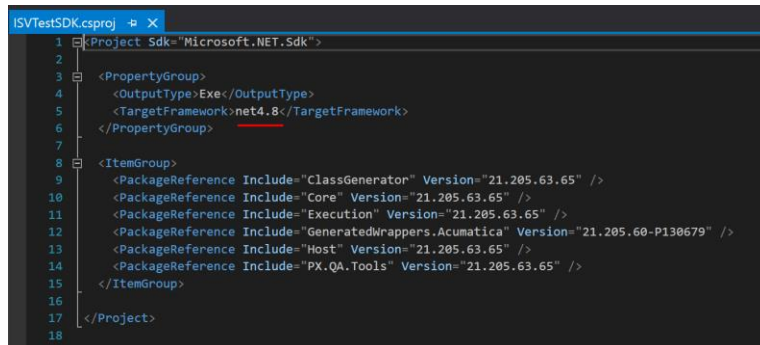 ISVTestSDK.csproj
1 <Project Sdk="Microsoft.NET.Sdk">
2
3 <PropertyGroup>
4 <OutputType>Exe</OutputType>
5 <TargetFramework>net4.8</TargetFramework>
6 </PropertyGroup>
7
8 <ItemGroup>
9 <PackageReference Include="ClassGenerator" Version="21.205.63.65" />
10 <PackageReference Include="Core" Version="21.205.63.65" />
11 <PackageReference Include="Execution" Version="21.205.63.65" />
12 <PackageReference Include="GeneratedWrappers.Acumatica" Version="21.205.60-P130679" />
13 <PackageReference Include="Host" Version="21.205.63.65" />
14 <PackageReference Include="PX.QA.Tools" Version="21.205.63.65" />
15 </ItemGroup>
16
17 </Project>
18